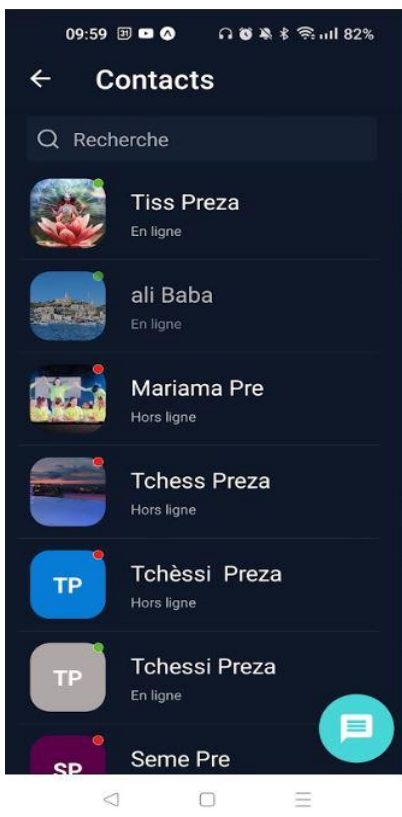 09:59 31 82%
Contacts
Recherche
Tiss Preza
En ligne
ali Baba
En ligne
Mariama Pre
Hors ligne
Tchess Preza
Hors ligne
TP
Tchèssi Preza
Hors ligne
TP
Tchessi Preza
En ligne
SP
Seme Pre